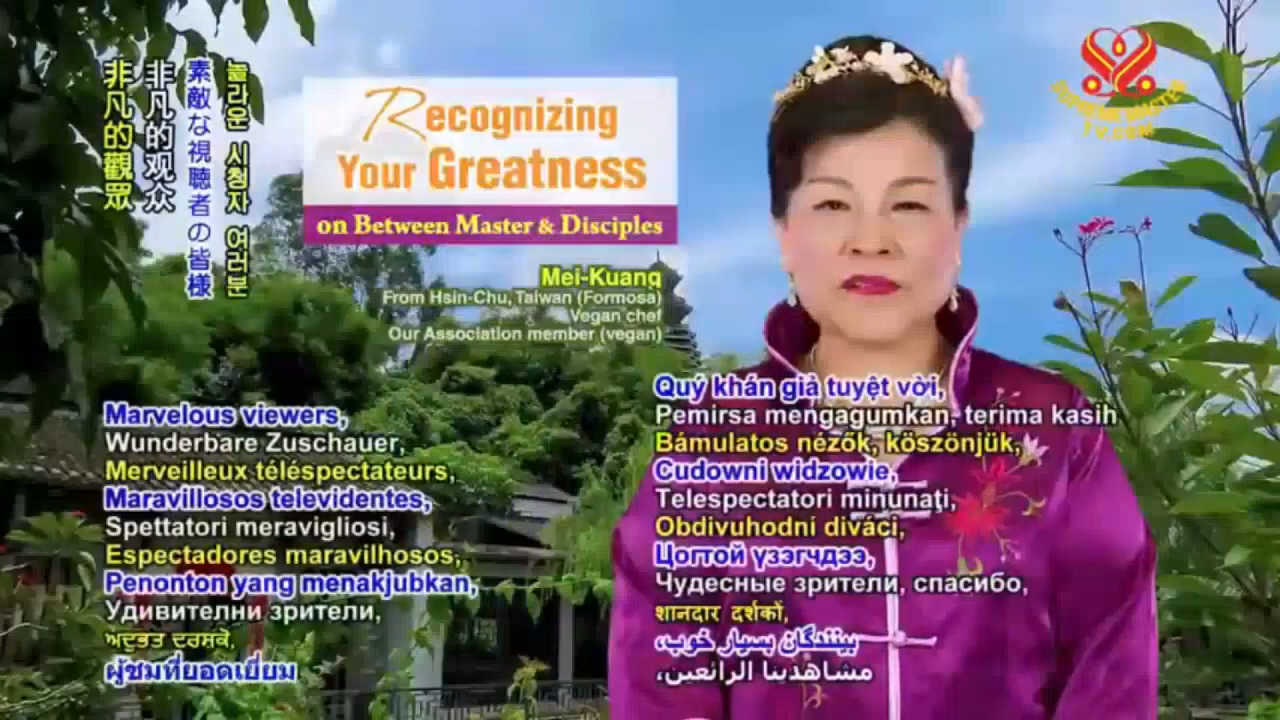 非凡的觀眾
非凡的观众
素敵な視聴者の皆様
놀라운 시청자 여러분
Recognizing
Your Greatness
on Between Master & Disciples
Mei-Kuang
From Hsin-Chu, Taiwan (Formosa)
Vegan chef
Our Association member (vegan)
SUPREME MASTER
TV.COM
Marvelous viewers,
Wunderbare Zuschauer,
Merveilleux téléspectateurs,
Maravillosos televidentes,
Spettatori meravigliosi,
Espectadores maravilhosos,
Penonton yang menakjubkan,
Удивителни зрители,
ਅਦੁਭੁਤ ਦਰਸ਼ਕੋ,
ผู้ชมที่ยอดเยี่ยม
Quý khán giả tuyệt vời,
Pemirsa mengagumkan, terima kasih
Bámulatos nézők, köszönjük,
Cudowni widzowie,
Telespectatori minunaţi,
Obdivuhodní diváci,
Цогтой үзэгчдээ,
Чудесные зрители, спасибо,
शानदार दर्शकों,
بینندگان بسیار خوب،
مشاهدينا الرائعين،